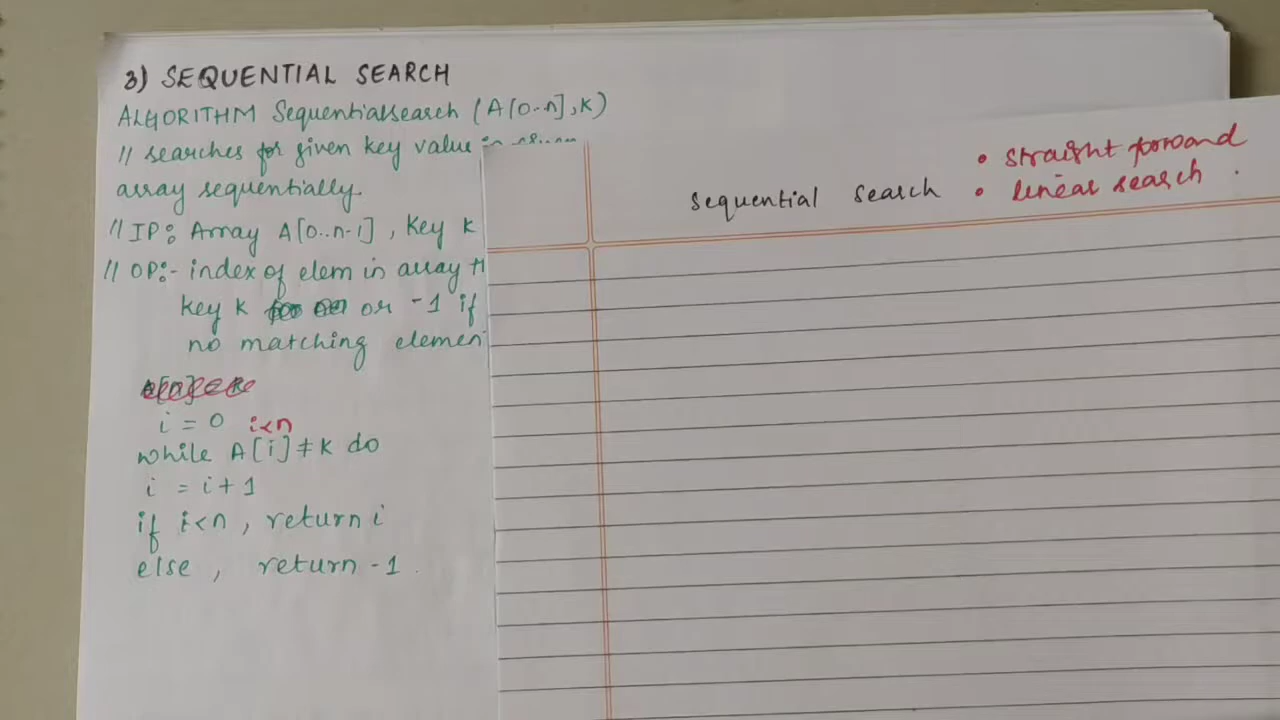 3) SEQUENTIAL SEARCH
ALGORITHM Sequentialsearch (A[0..n], K)
// searches for given key value in
array sequentially.
// IP: Array A[0..n-1], Key k
// OP:- index of elem in array
key k or -1 if
no matching elemen
i = 0 i<n
while A[i] ≠ K do
i = i + 1
if i<n, return i
else, return -1.
• straight forward
sequential search • linear search.